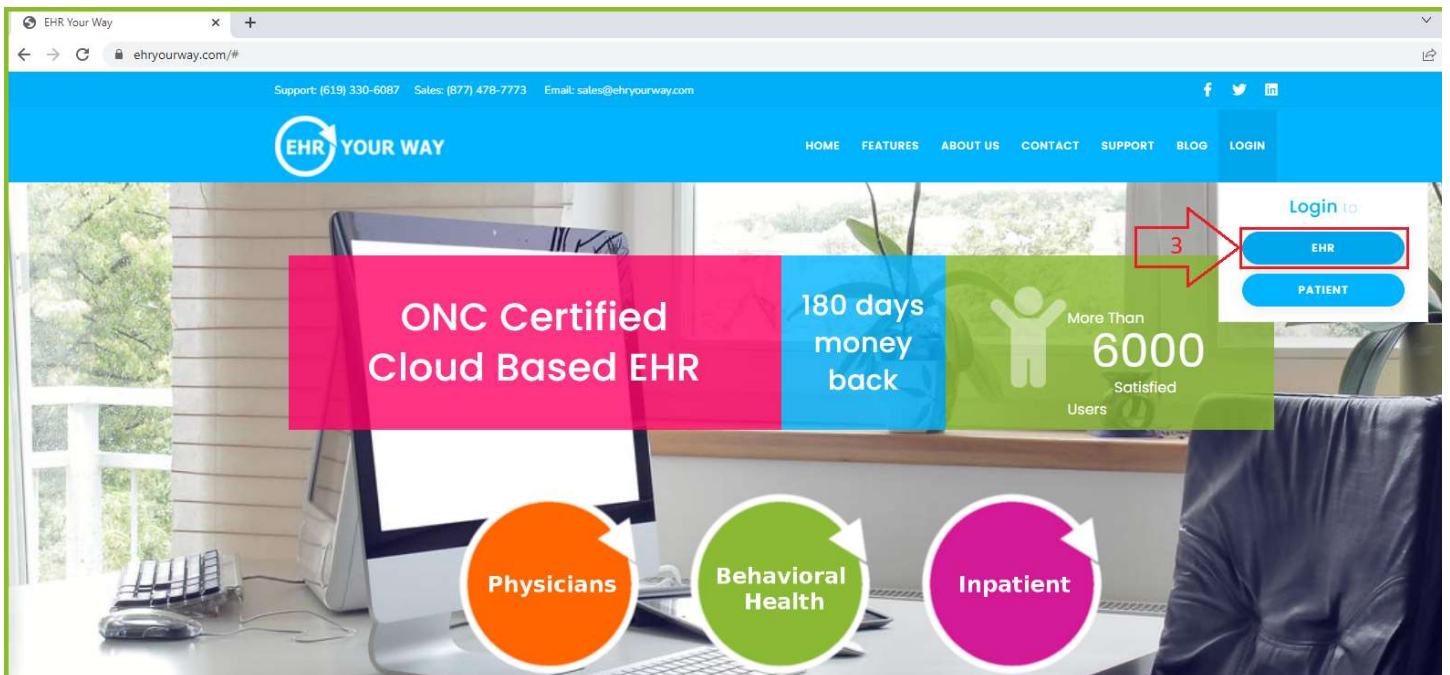 EHR Your Way
ehryourway.com/#
Support: (619) 330-6087 Sales: (877) 478-7773 Email: sales@ehryourway.com
EHR YOUR WAY
HOME FEATURES ABOUT US CONTACT SUPPORT BLOG LOGIN
Login to
3
EHR
PATIENT
ONC Certified
Cloud Based EHR
180 days
money
back
More Than
6000
Satisfied
Users
Physicians
Behavioral
Health
Inpatient